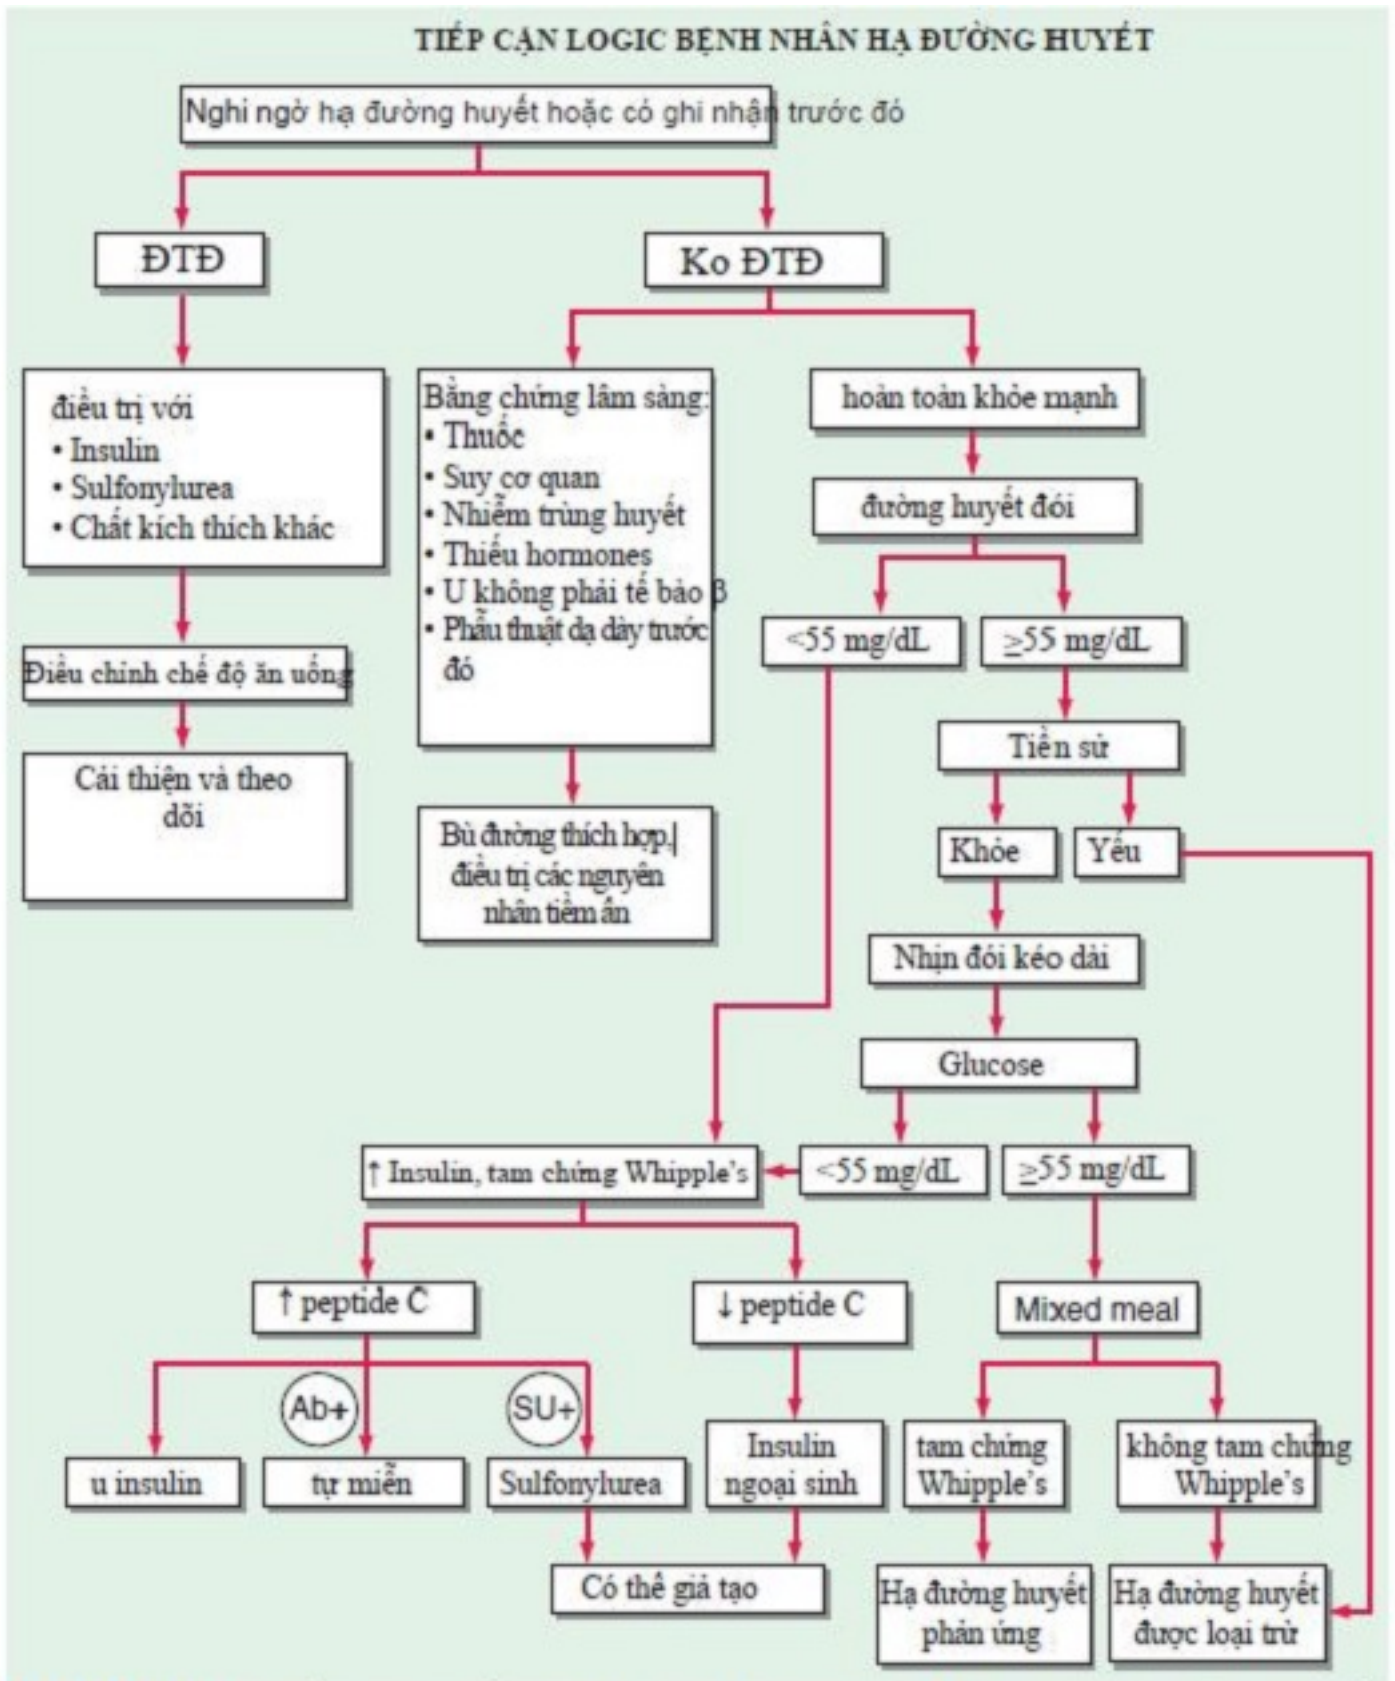 TIẾP CẬN LOGIC BỆNH NHÂN HẠ ĐƯỜNG HUYẾT
Nghi ngờ hạ đường huyết hoặc có ghi nhận trước đó
ĐTĐ
Ko ĐTĐ
điều trị với
• Insulin
• Sulfonylurea
• Chất kích thích khác
Điều chỉnh chế độ ăn uống
Cải thiện và theo
dõi
Bằng chứng lâm sàng:
• Thuốc
• Suy cơ quan
• Nhiễm trùng huyết
• Thiếu hormones
• U không phải tế bào β
• Phẫu thuật dạ dày trước
đó
Bù đường thích hợp,
điều trị các nguyên
nhân tiềm ẩn
hoàn toàn khỏe mạnh
đường huyết đói
<55 mg/dL
≥55 mg/dL
Tiền sử
Khỏe
Yếu
Nhịn đói kéo dài
Glucose
↑ Insulin, tam chứng Whipple's
<55 mg/dL
≥55 mg/dL
↑ peptide C
↓ peptide C
Mixed meal
Ab+
SU+
u insulin
tự miễn
Sulfonylurea
Insulin
ngoại sinh
tam chứng
Whipple's
không tam chứng
Whipple's
Có thể giả tạo
Hạ đường huyết
phản ứng
Hạ đường huyết
được loại trừ